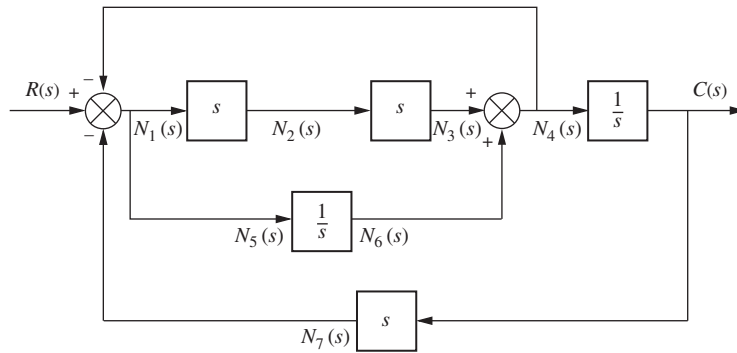 −
R(s) + N₁(s) s N₂(s) s N₃(s) + + N₄(s) 1/s C(s)
−
N₅(s) 1/s N₆(s)
N₇(s) s